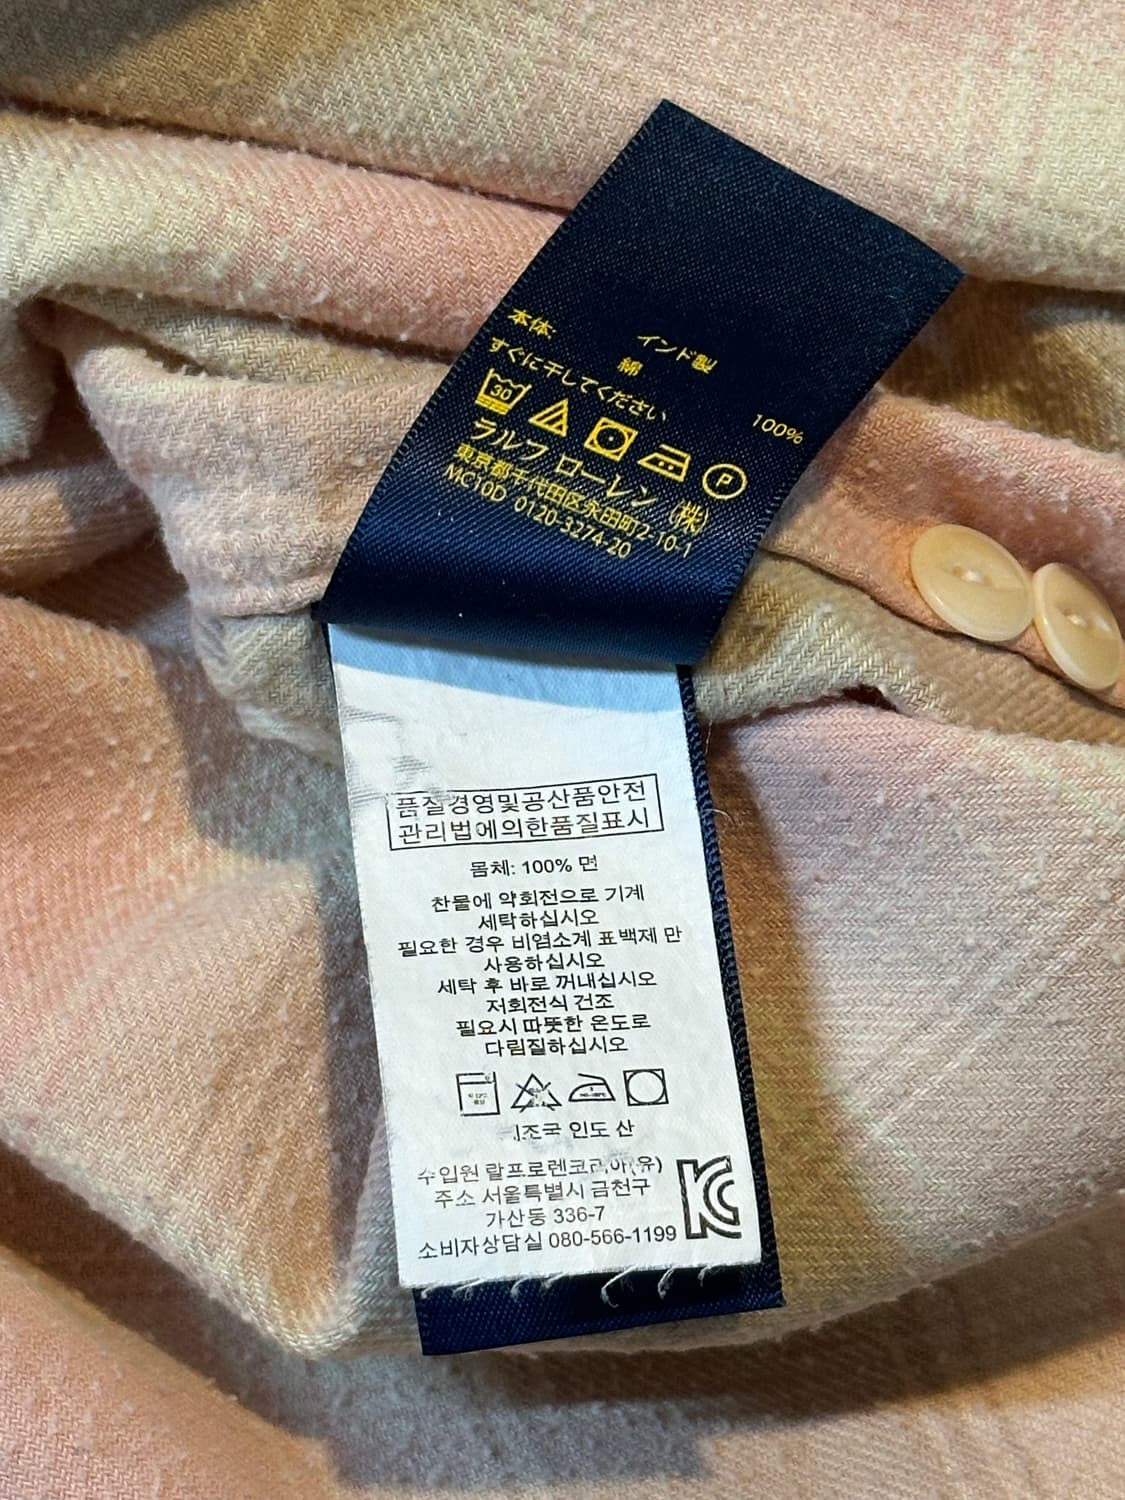 インド製
本体: 綿 100%
すぐに干してください
30 P
ラルフ ローレン (株)
東京都千代田区永田町2-10-1
MC10D 0120-3274-20
품질경영및공산품안전
관리법에의한품질표시
몸체: 100% 면
찬물에 약회전으로 기계
세탁하십시오
필요한 경우 비염소계 표백제 만
사용하십시오
세탁 후 바로 꺼내십시오
저회전식 건조
필요시 따뜻한 온도로
다림질하십시오
제조국 인도 산
수입원 랄프로렌코리아(유)
주소 서울특별시 금천구
가산동 336-7
소비자상담실 080-566-1199